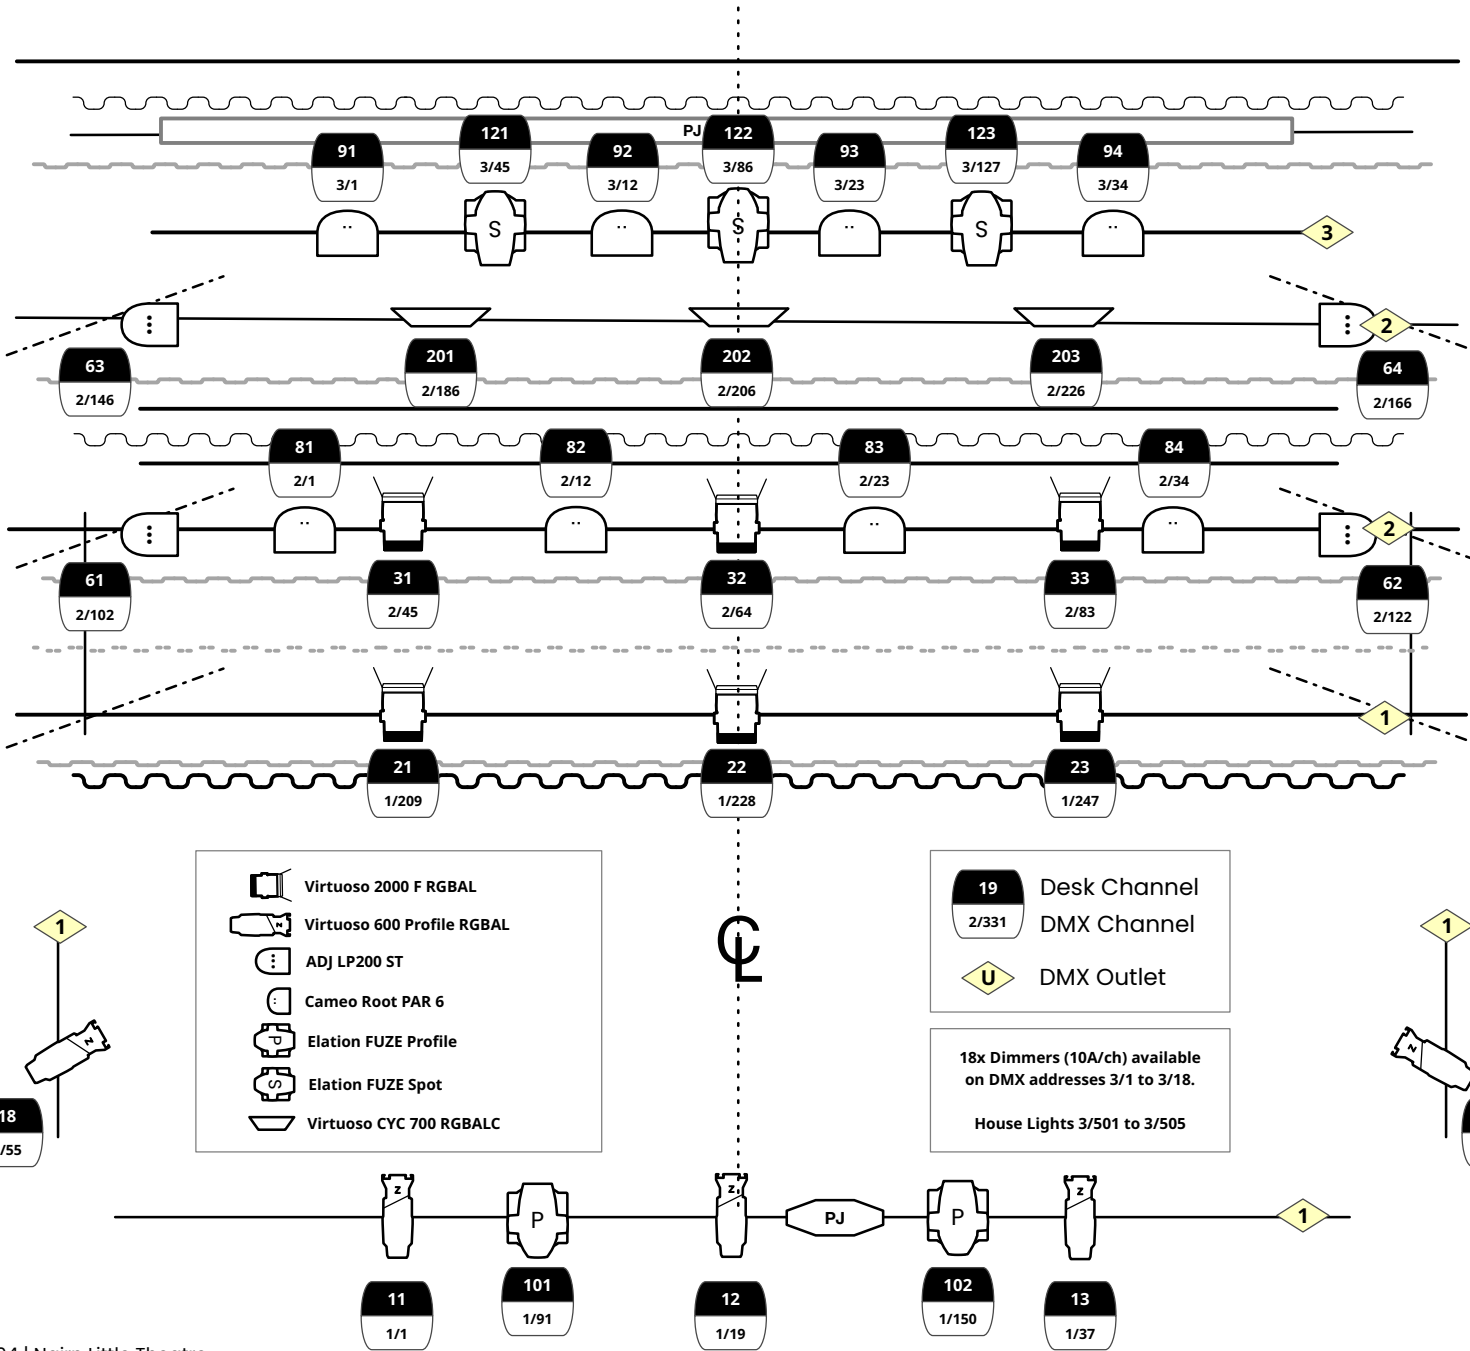 PJ
121
3/45
122
3/86
123
3/127
91
3/1
92
3/12
93
3/23
94
3/34
S
S
S
3
2
63
2/146
201
2/186
202
2/206
203
2/226
64
2/166
81
2/1
82
2/12
83
2/23
84
2/34
2
61
2/102
31
2/45
32
2/64
33
2/83
62
2/122
1
21
1/209
22
1/228
23
1/247
Virtuoso 2000 F RGBAL
Z Virtuoso 600 Profile RGBAL
ADJ LP200 ST
Cameo Root PAR 6
P Elation FUZE Profile
S Elation FUZE Spot
Virtuoso CYC 700 RGBALC
CL
19 Desk Channel
2/331 DMX Channel
U DMX Outlet
18x Dimmers (10A/ch) available
on DMX addresses 3/1 to 3/18.
House Lights 3/501 to 3/505
1
1
Z
Z
18
/55
Z
P
Z
PJ
P
Z
1
11
1/1
101
1/91
12
1/19
102
1/150
13
1/37